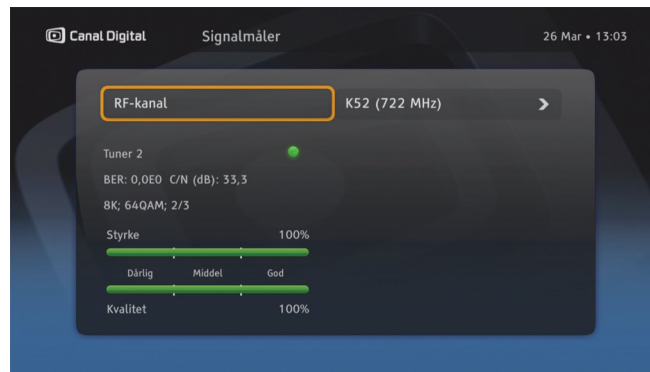 Canal Digital Signalmåler 26 Mar • 13:03
RF-kanal K52 (722 MHz)
Tuner 2
BER: 0,0E0 C/N (dB): 33,3
8K; 64QAM; 2/3
Styrke 100%
Dårlig Middel God
Kvalitet 100%